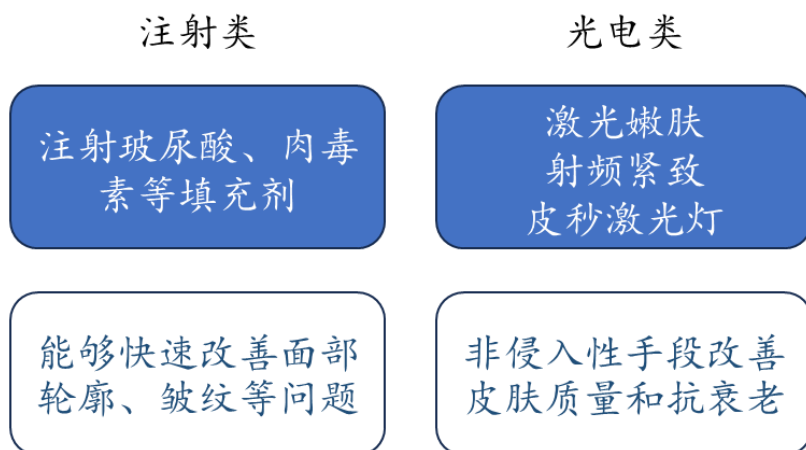 注射类
光电类
注射玻尿酸、肉毒
素等填充剂
激光嫩肤
射频紧致
皮秒激光灯
能够快速改善面部
轮廓、皱纹等问题
非侵入性手段改善
皮肤质量和抗衰老